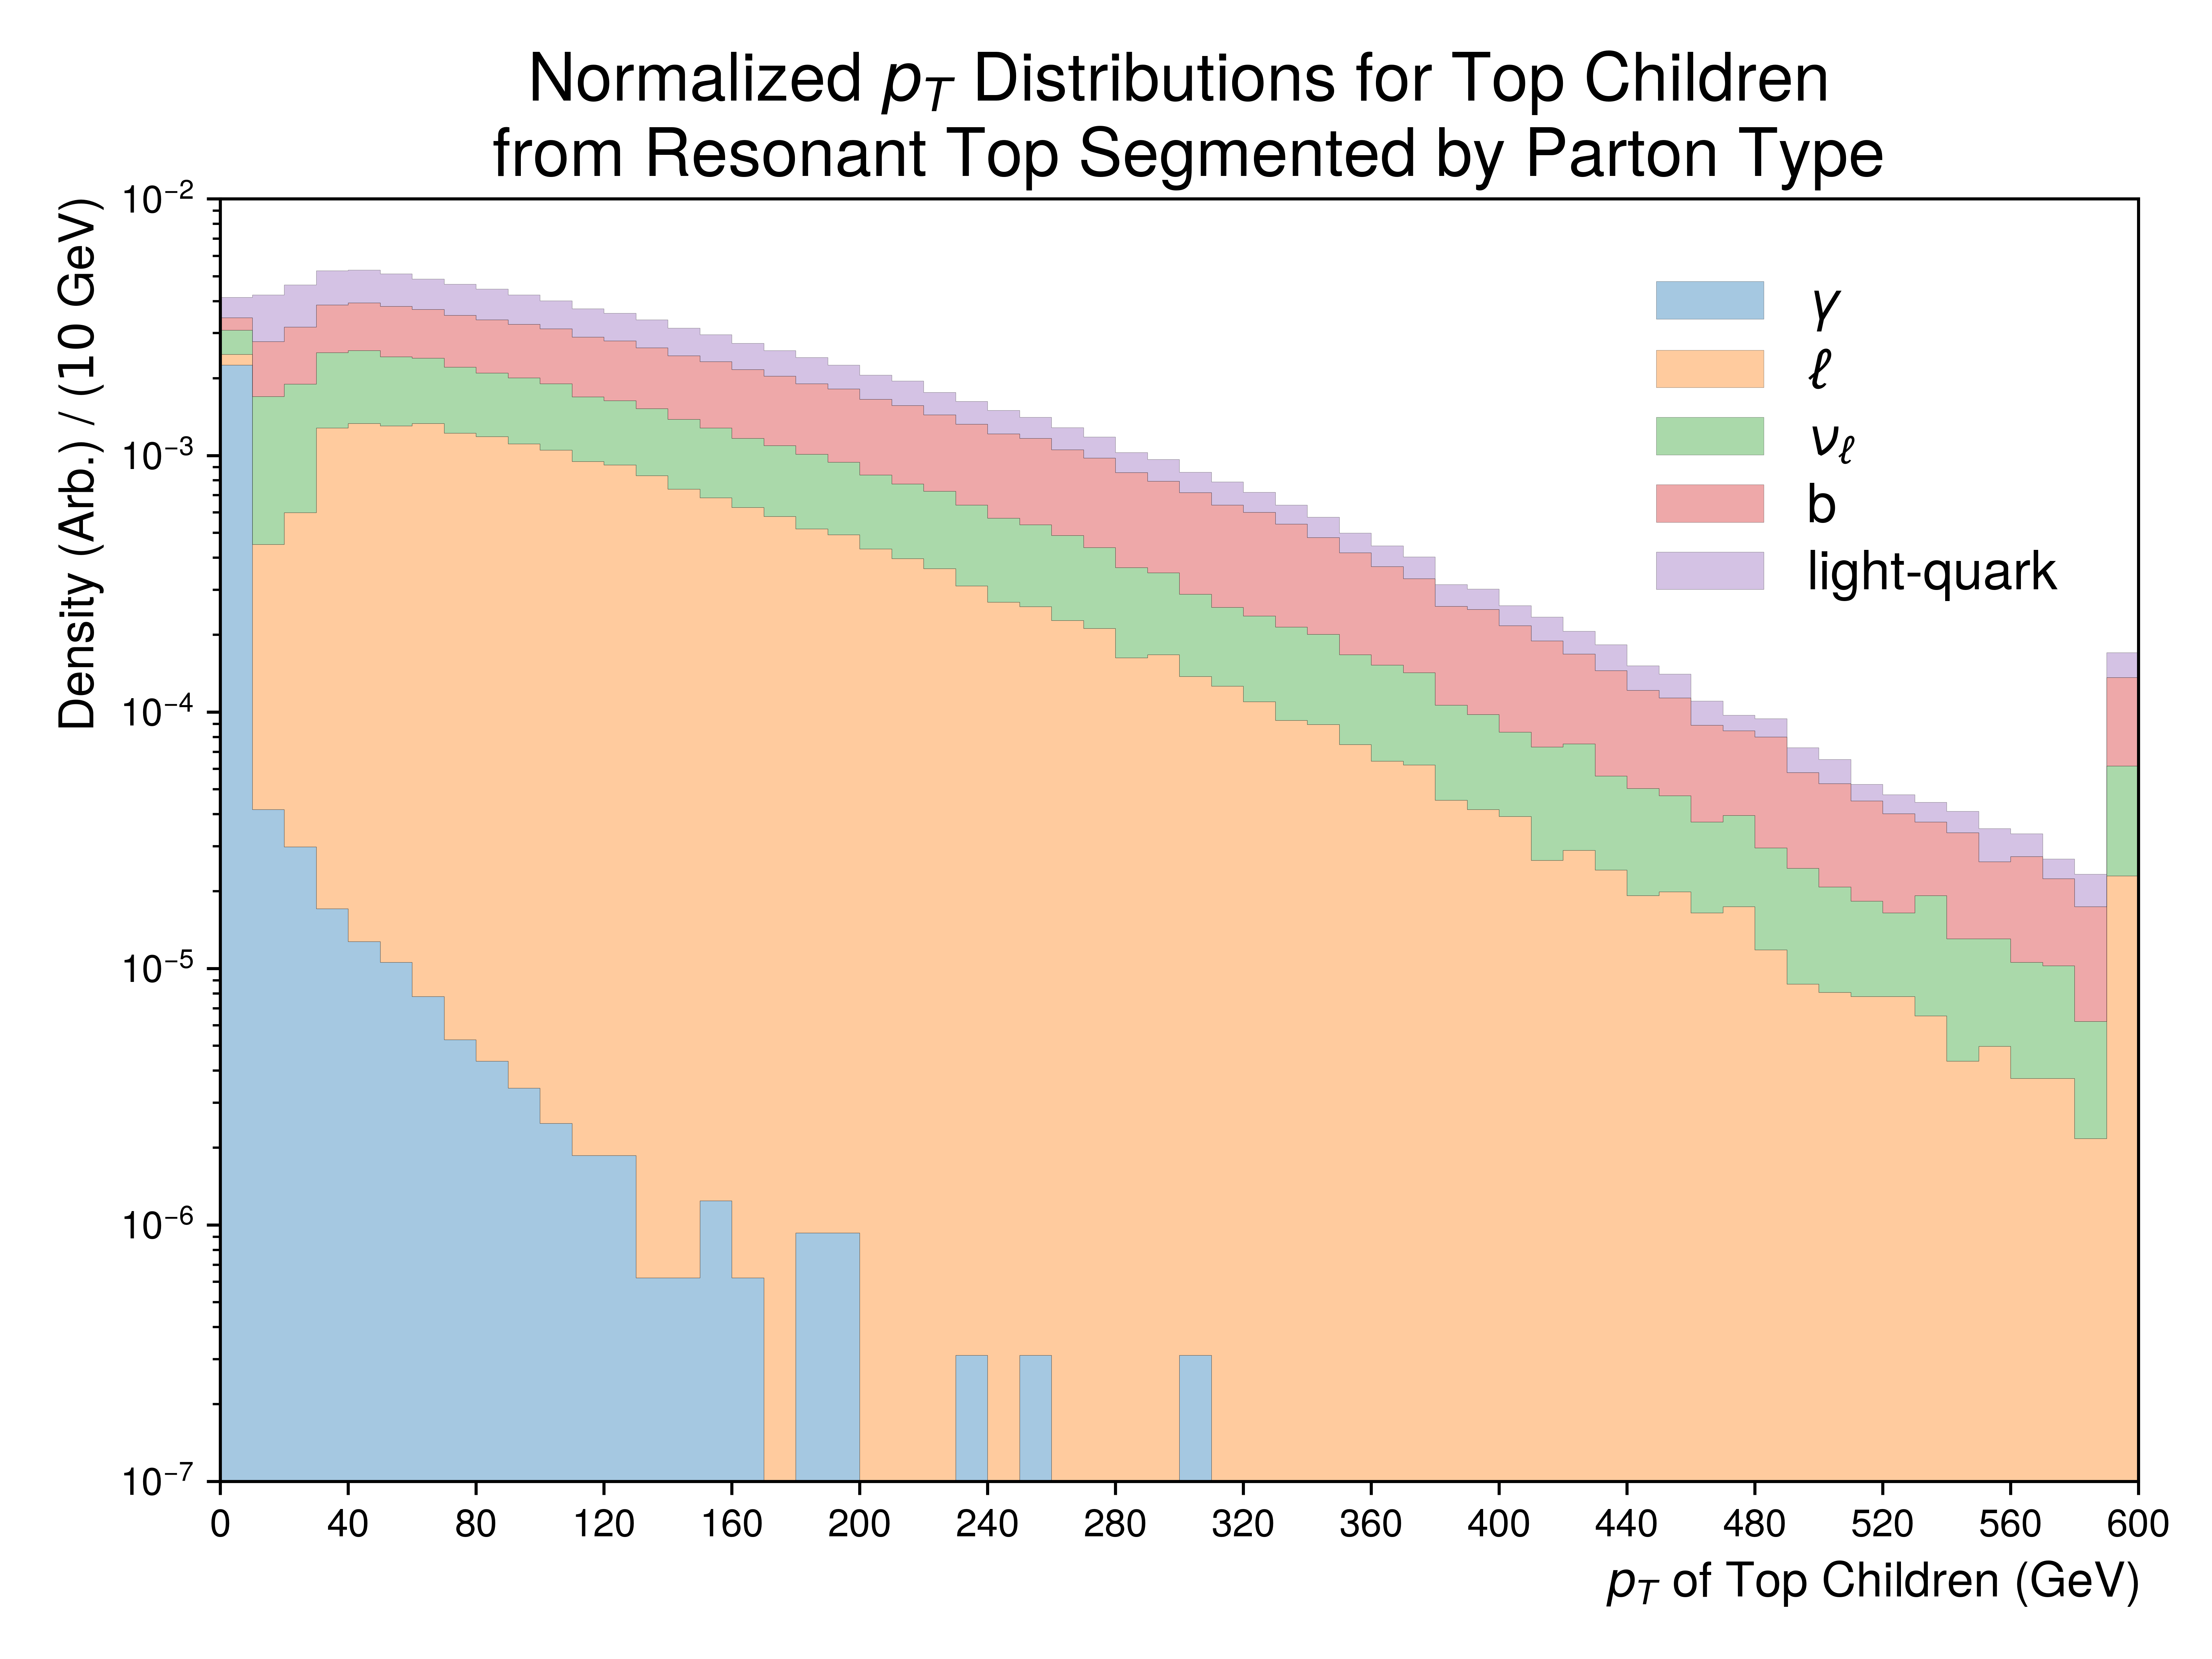 Normalized p_T Distributions for Top Children
from Resonant Top Segmented by Parton Type
Density (Arb.) / (10 GeV)
10⁻²
10⁻³
10⁻⁴
10⁻⁵
10⁻⁶
10⁻⁷
γ
ℓ
ν_ℓ
b
light-quark
0 40 80 120 160 200 240 280 320 360 400 440 480 520 560 600
p_T of Top Children (GeV)